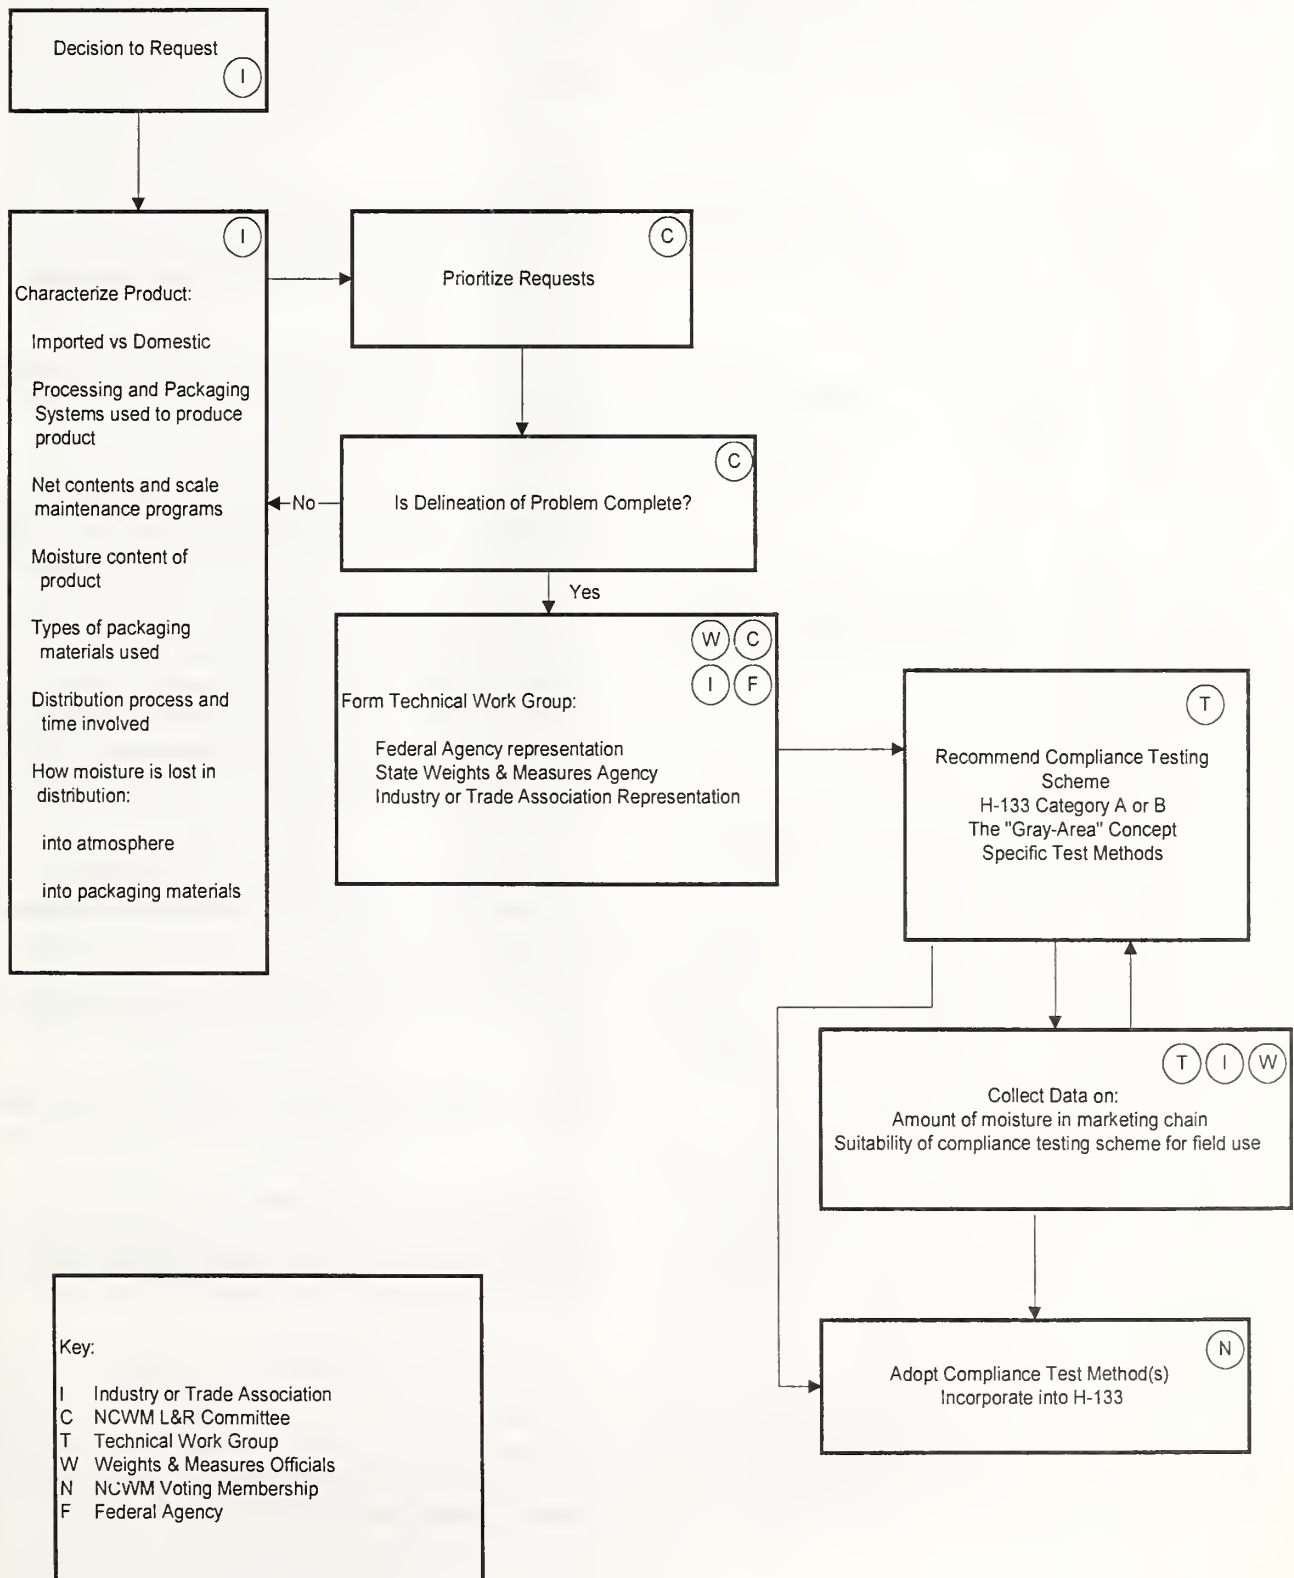 Decision to Request
I
I
Characterize Product:
Imported vs Domestic
Processing and Packaging
Systems used to produce
product
Net contents and scale
maintenance programs
Moisture content of
product
Types of packaging
materials used
Distribution process and
time involved
How moisture is lost in
distribution:
into atmosphere
into packaging materials
C
Prioritize Requests
C
Is Delineation of Problem Complete?
No
Yes
W C
I F
Form Technical Work Group:
Federal Agency representation
State Weights & Measures Agency
Industry or Trade Association Representation
T
Recommend Compliance Testing
Scheme
H-133 Category A or B
The "Gray-Area" Concept
Specific Test Methods
T I W
Collect Data on:
Amount of moisture in marketing chain
Suitability of compliance testing scheme for field use
N
Adopt Compliance Test Method(s)
Incorporate into H-133
Key:
I Industry or Trade Association
C NCWM L&R Committee
T Technical Work Group
W Weights & Measures Officials
N NCWM Voting Membership
F Federal Agency